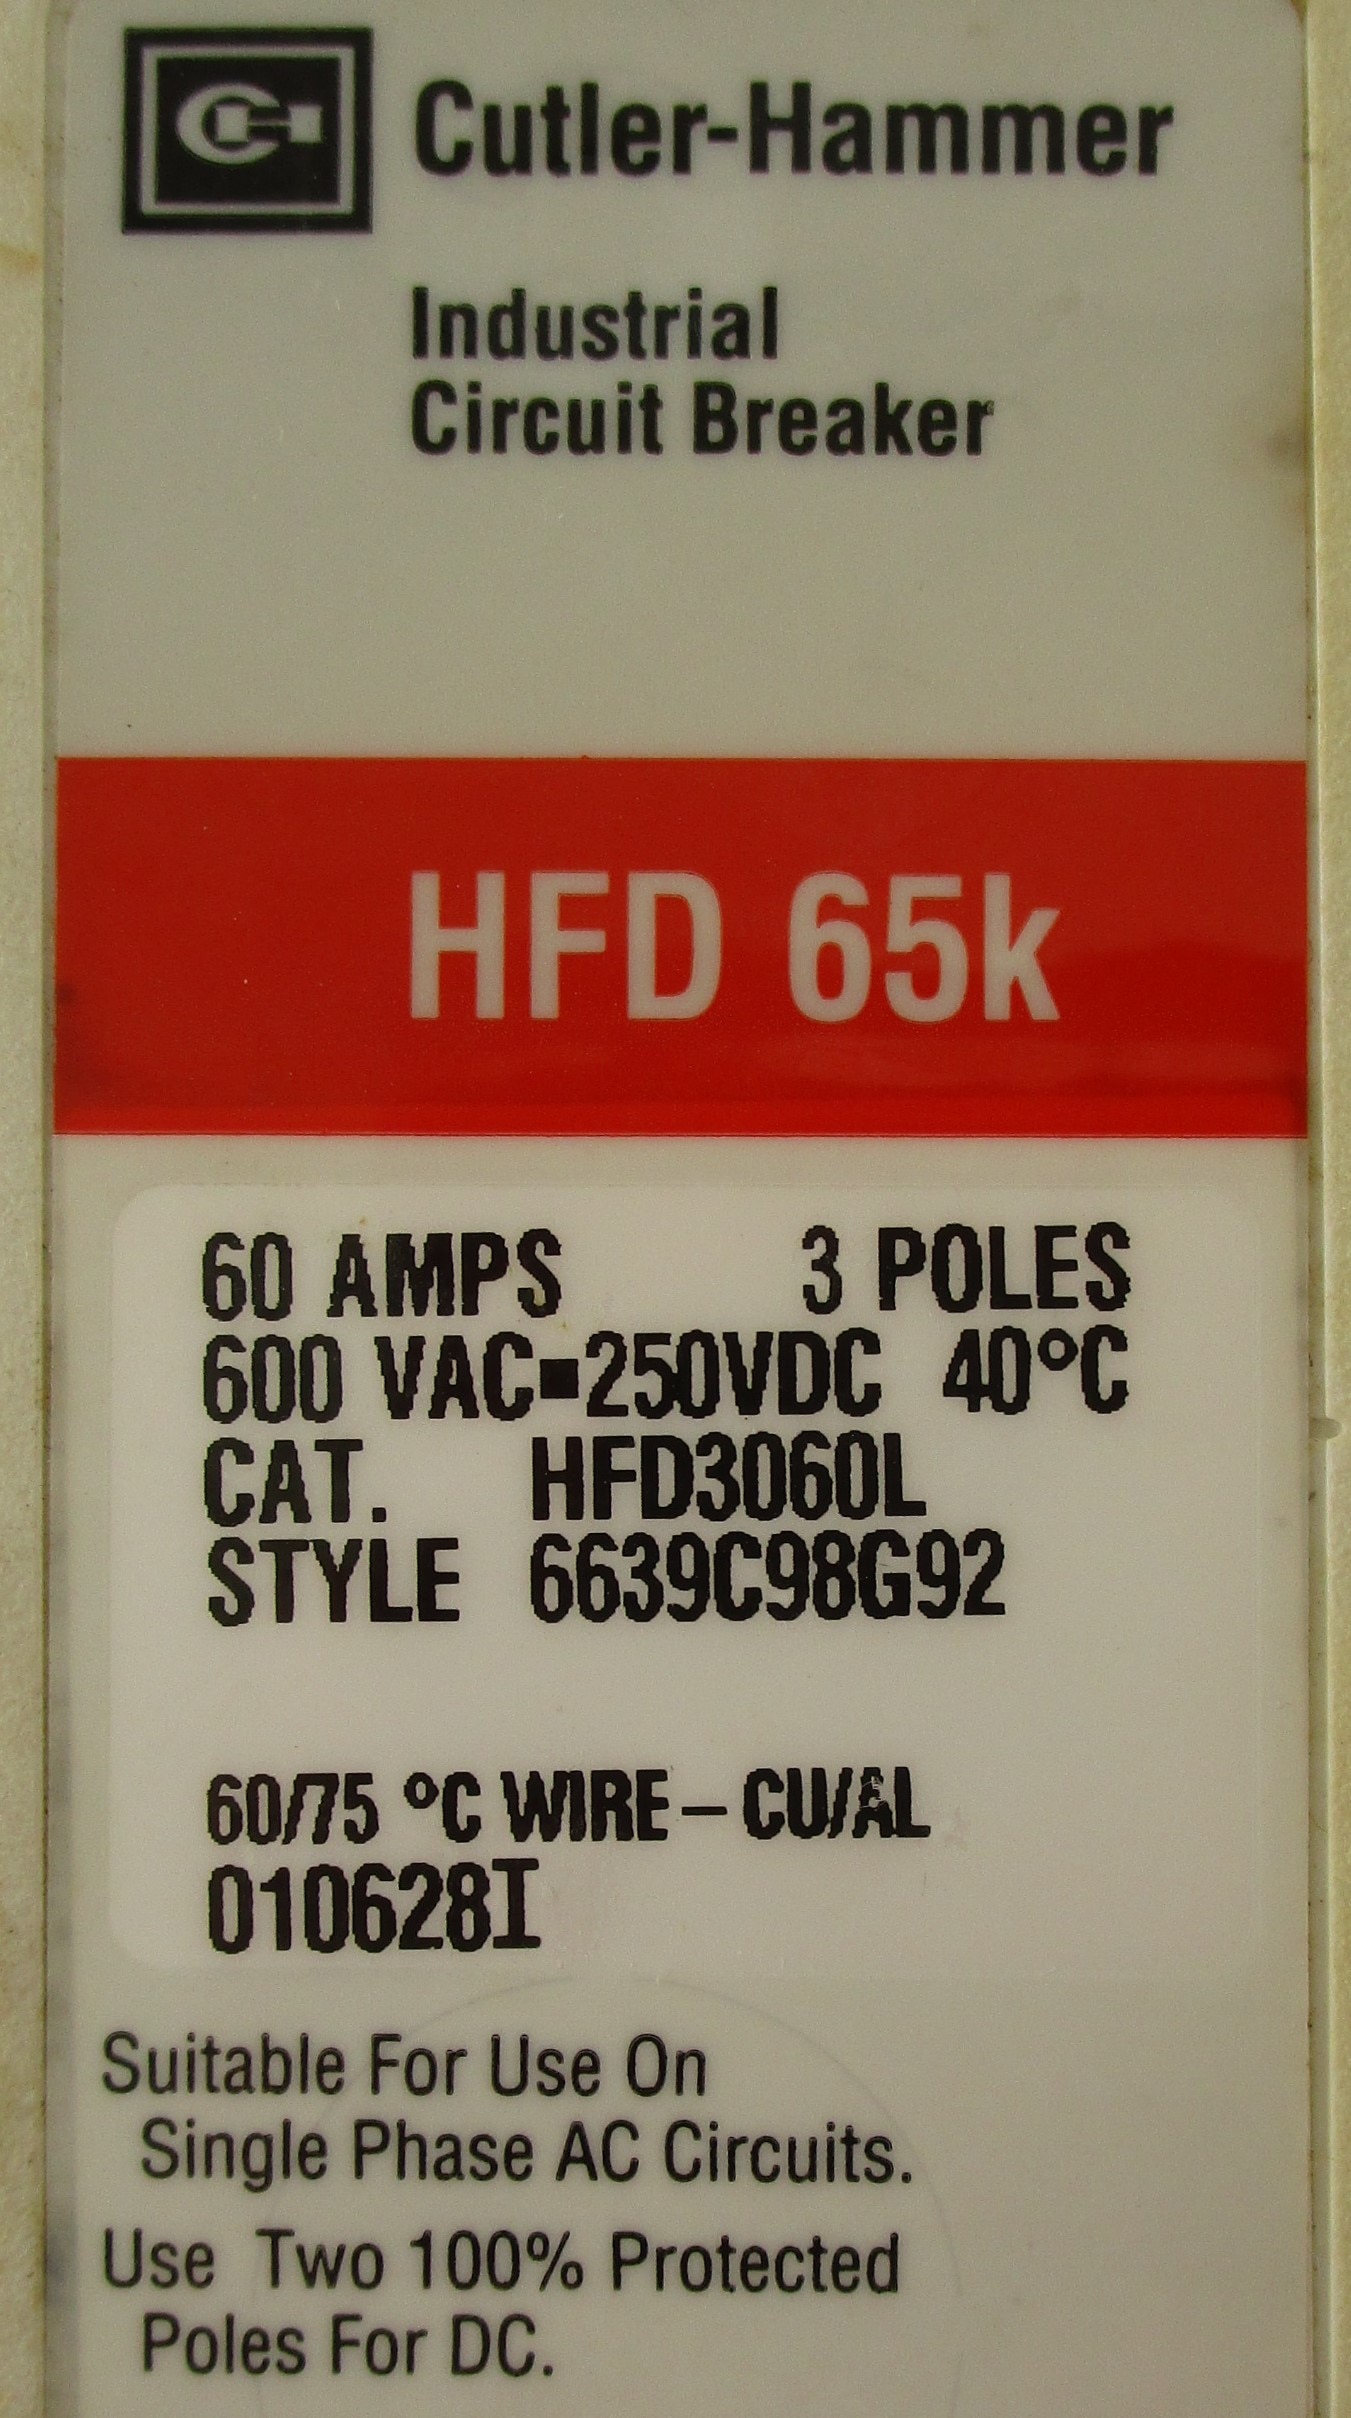 Cutler-Hammer
Industrial
Circuit Breaker
HFD 65k
60 AMPS 3 POLES
600 VAC▪250VDC 40°C
CAT. HFD3060L
STYLE 6639C98G92
60/75 °C WIRE – CU/AL
010628I
Suitable For Use On
Single Phase AC Circuits.
Use Two 100% Protected
Poles For DC.